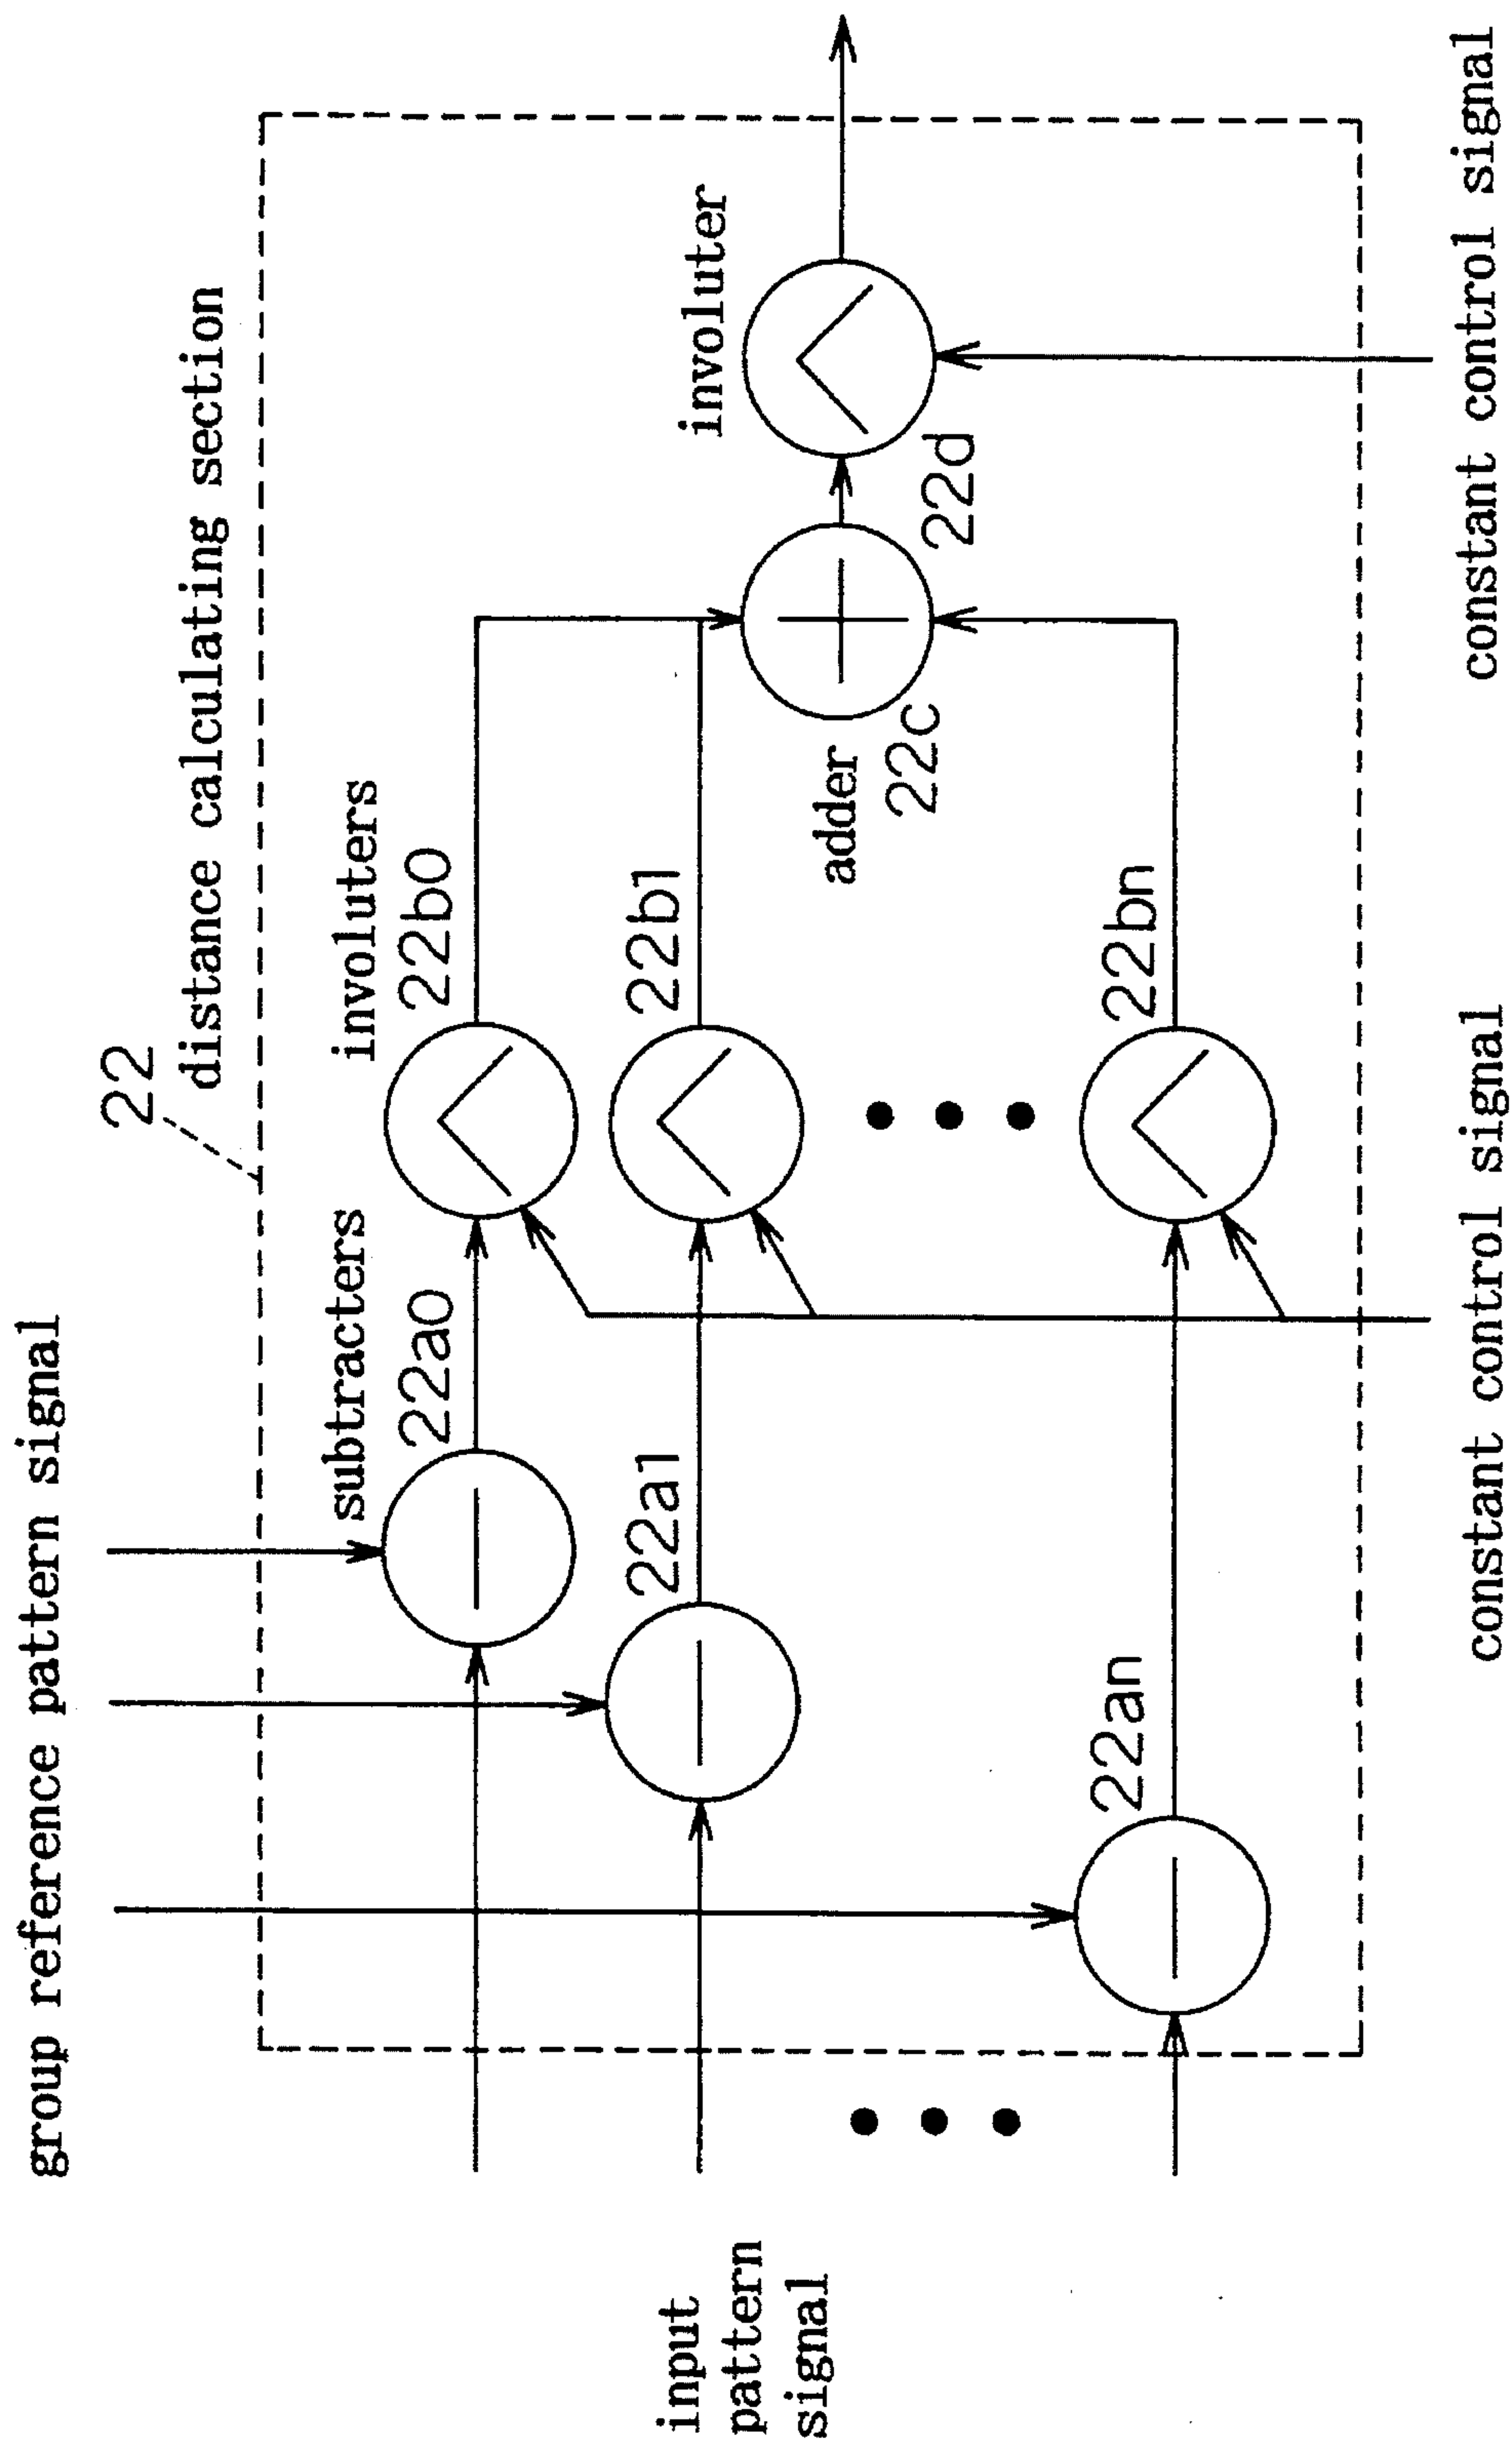 group reference pattern signal
22
distance calculating section
subtracters
involuters
involuter
22a0
22b0
22a1
22b1
22an
22bn
adder
22c
22d
input
pattern
signal
constant control signal
constant control signal